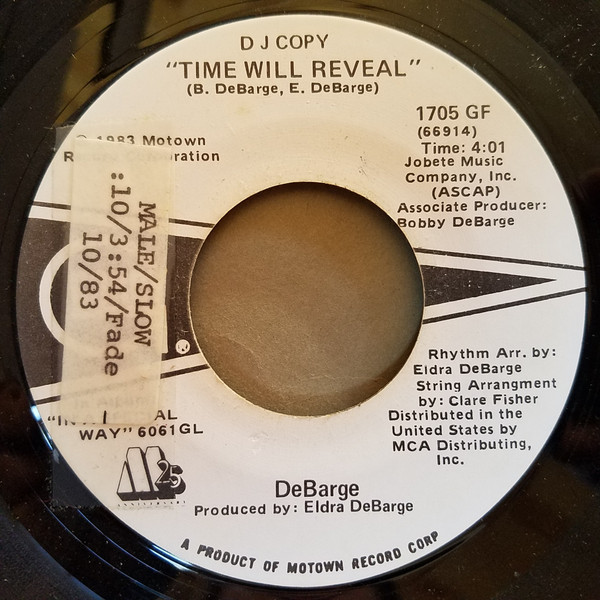 D J COPY
"TIME WILL REVEAL"
(B. DeBarge, E. DeBarge)
1983 Motown
Corporation
1705 GF
(66914)
Time: 4:01
Jobete Music
Company, Inc.
(ASCAP)
Associate Producer:
Bobby DeBarge
MALE/SLOW
:10/3:54/Fade
10/83
®
WAY" 6061GL
M 25
ANNIVERSARY
Rhythm Arr. by:
Eldra DeBarge
String Arrangment
by: Clare Fisher
Distributed in the
United States by
MCA Distributing,
Inc.
DeBarge
Produced by: Eldra DeBarge
A PRODUCT OF MOTOWN RECORD CORP